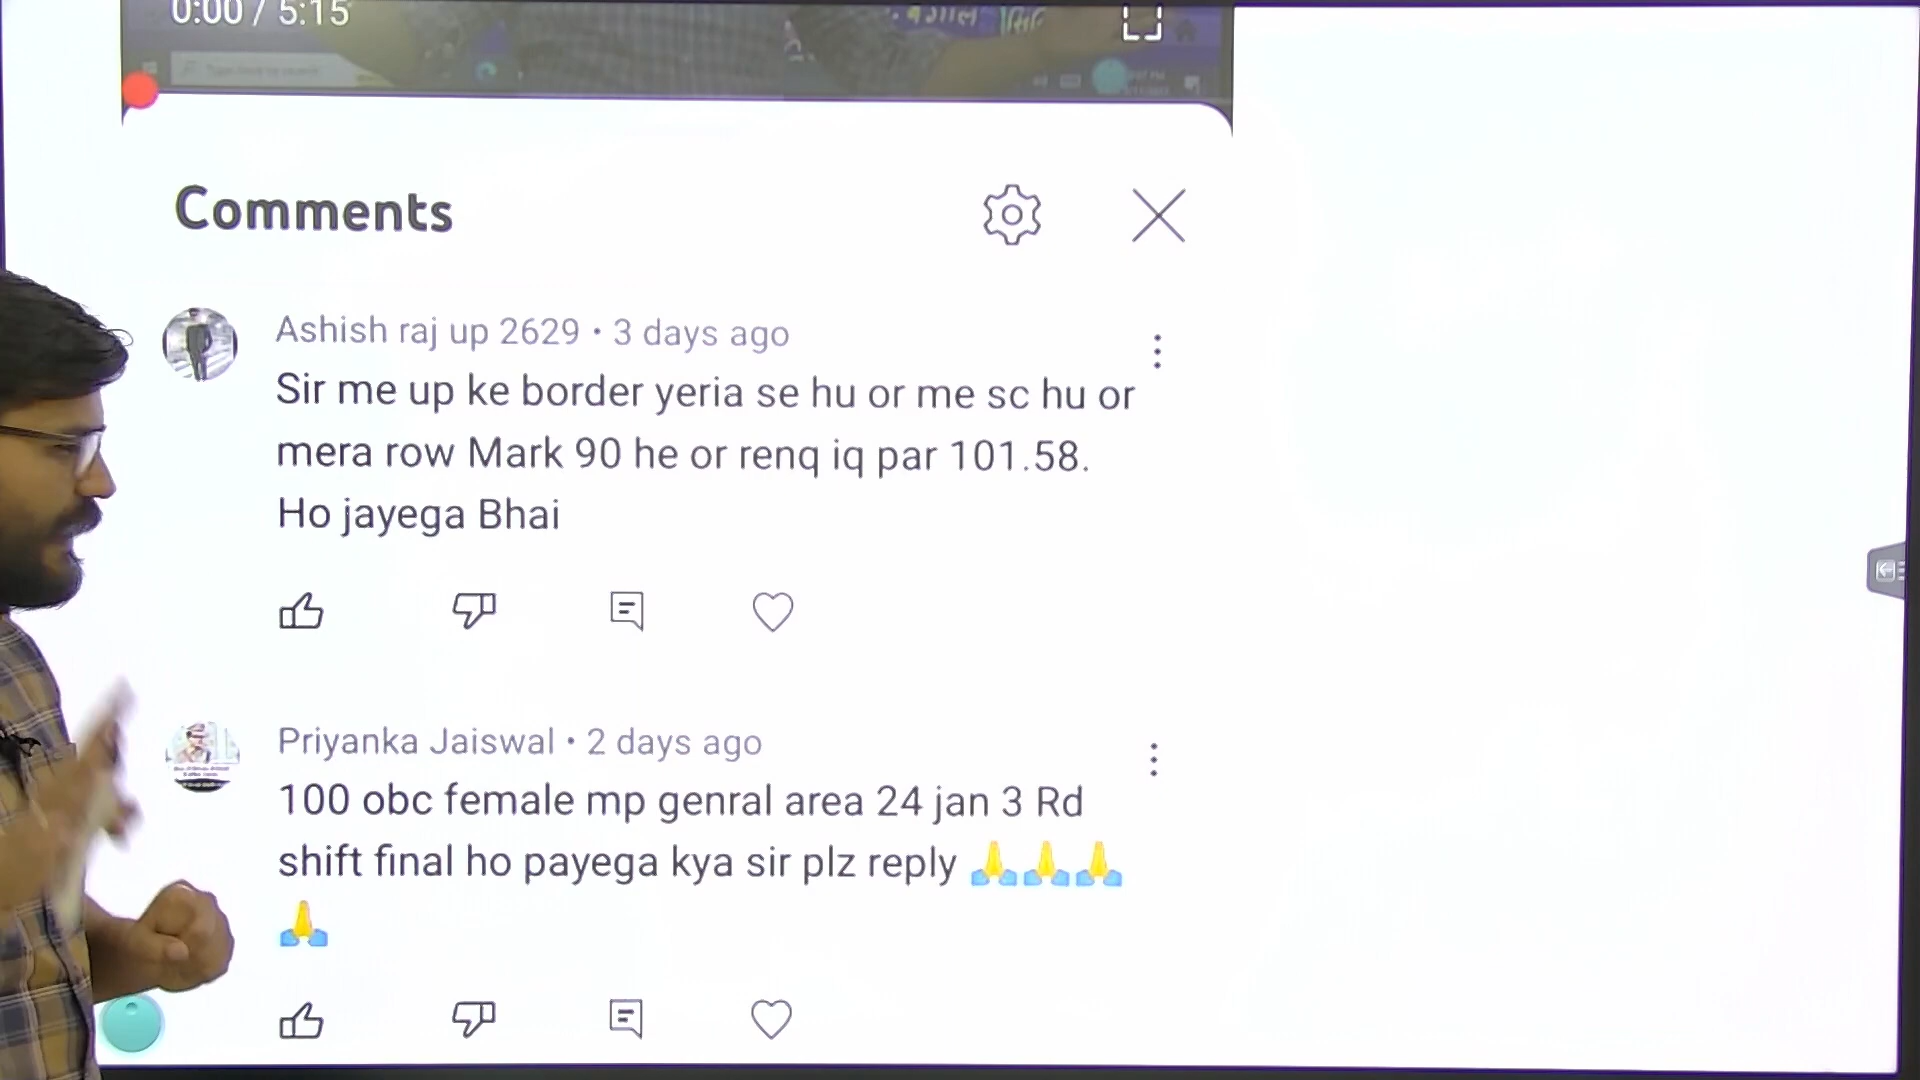 0:00 / 5:15
Comments
Ashish raj up 2629 • 3 days ago
Sir me up ke border yeria se hu or me sc hu or
mera row Mark 90 he or renq iq par 101.58.
Ho jayega Bhai
Priyanka Jaiswal • 2 days ago
100 obc female mp genral area 24 jan 3 Rd
shift final ho payega kya sir plz reply 🙏🙏🙏
🙏